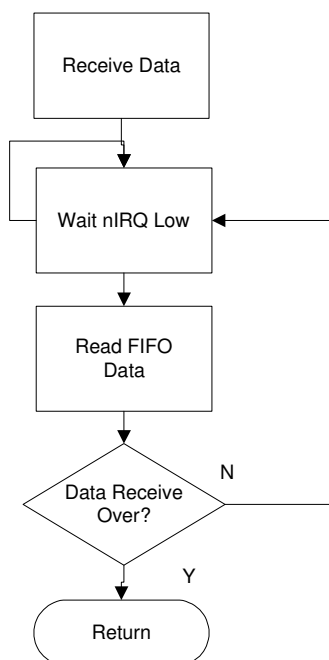 Receive Data
Wait nIRQ Low
Read FIFO
Data
Data Receive
Over?
N
Y
Return